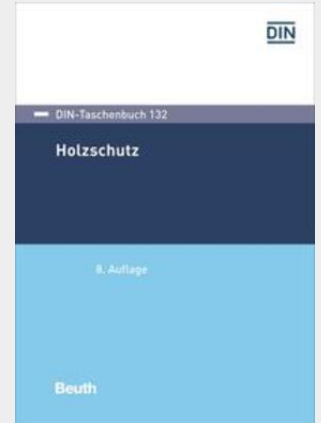 DIN
DIN-Taschenbuch 132
Holzschutz
8. Auflage
Beuth